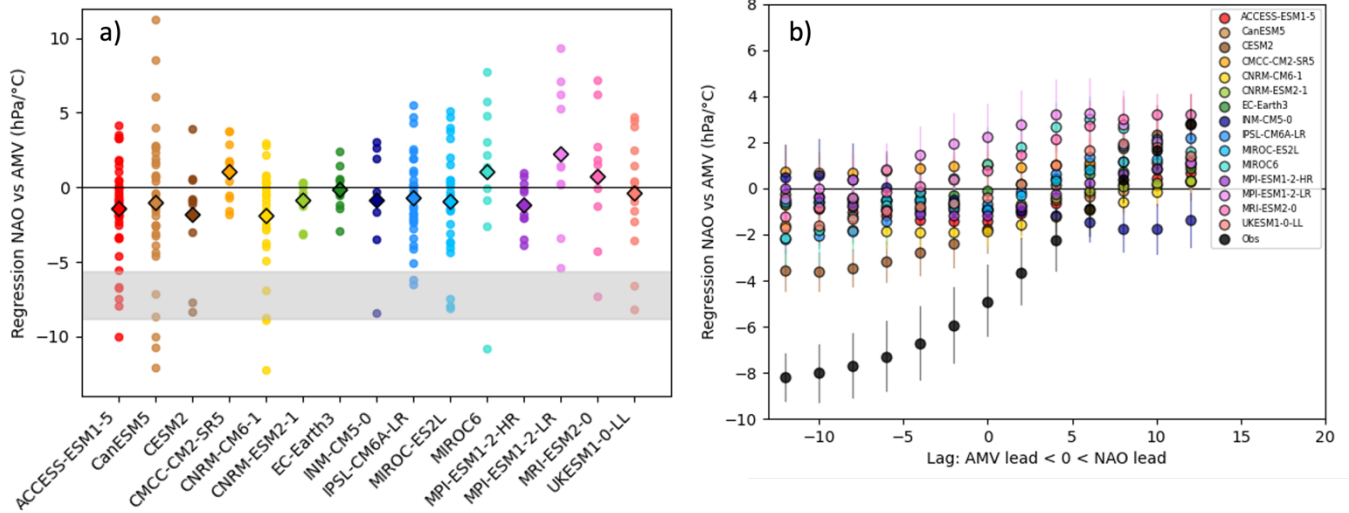 a)
Regression NAO vs AMV (hPa/°C)
10
5
0
−5
−10
ACCESS-ESM1-5
CanESM5
CESM2
CMCC-CM2-SR5
CNRM-CM6-1
CNRM-ESM2-1
EC-Earth3
INM-CM5-0
IPSL-CM6A-LR
MIROC-ES2L
MIROC6
MPI-ESM1-2-HR
MPI-ESM1-2-LR
MRI-ESM2-0
UKESM1-0-LL
b)
Regression NAO vs AMV (hPa/°C)
8
6
4
2
0
−2
−4
−6
−8
−10
−10
−5
0
5
10
15
20
Lag: AMV lead < 0 < NAO lead
ACCESS-ESM1-5
CanESM5
CESM2
CMCC-CM2-SR5
CNRM-CM6-1
CNRM-ESM2-1
EC-Earth3
INM-CM5-0
IPSL-CM6A-LR
MIROC-ES2L
MIROC6
MPI-ESM1-2-HR
MPI-ESM1-2-LR
MRI-ESM2-0
UKESM1-0-LL
Obs